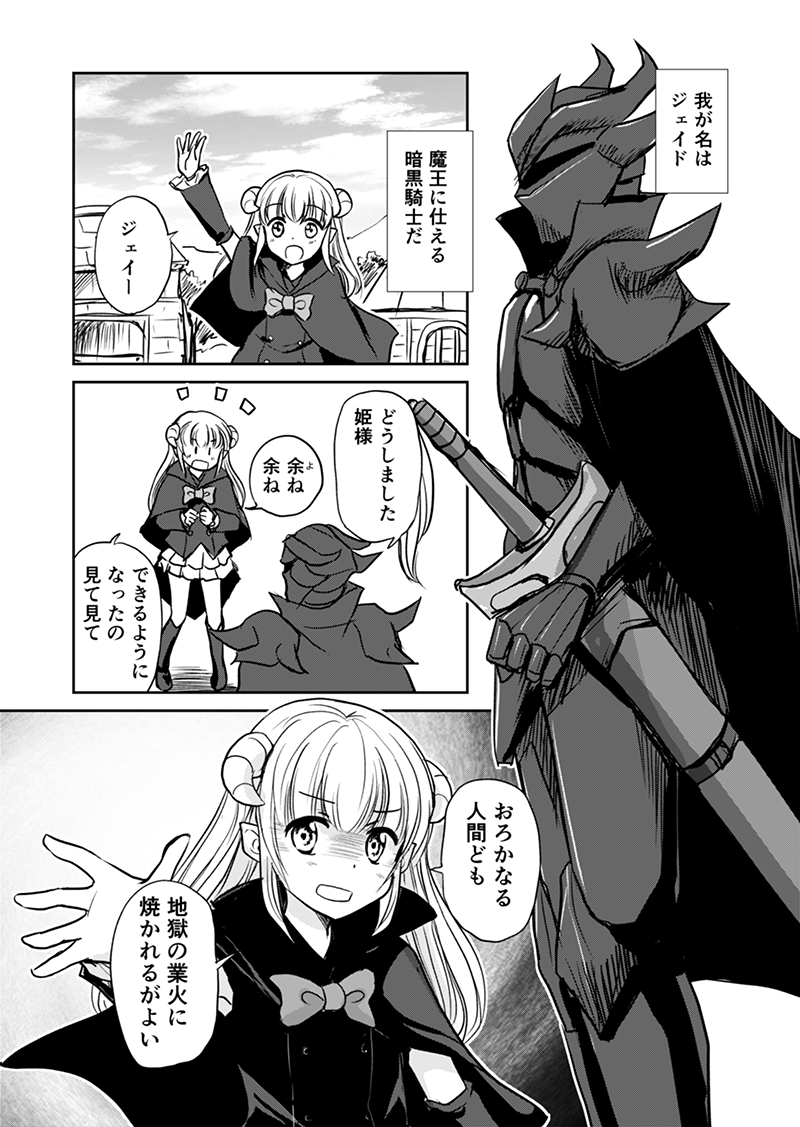 我が名は
ジェイド
魔王に仕える
暗黒騎士だ
ジェイー
どうしました
姫様
余ね
よ
余ね
できるように
なったの
見て見て
おろかなる
人間ども
地獄の業火に
焼かれるがよい